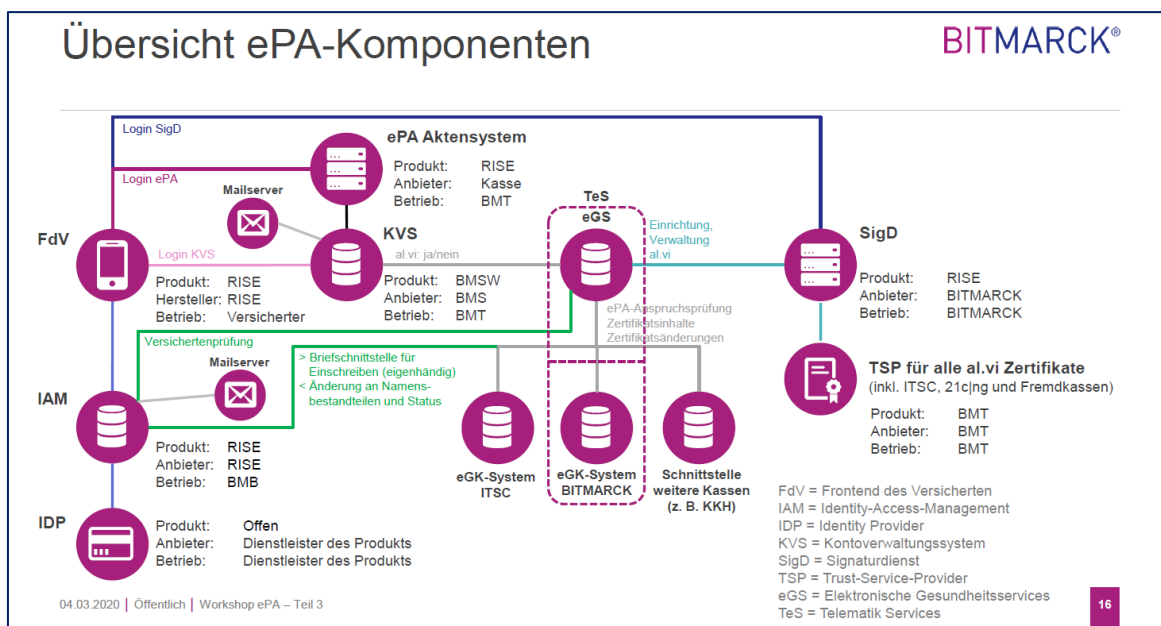 Übersicht ePA-Komponenten
BITMARCK®
Login SigD
ePA Aktensystem
Produkt: RISE
Anbieter: Kasse
Betrieb: BMT
Login ePA
Mailserver
TeS
eGS
Einrichtung,
Verwaltung
al.vi
FdV
KVS
SigD
Login KVS
al.vi: ja/nein
Produkt: RISE
Hersteller: RISE
Betrieb: Versicherter
Produkt: BMSW
Anbieter: BMS
Betrieb: BMT
Produkt: RISE
Anbieter: BITMARCK
Betrieb: BITMARCK
ePA-Anspruchsprüfung
Zertifikatsinhalte
Zertifikatsänderungen
Versichertenprüfung
> Briefschnittstelle für
Einschreiben (eigenhändig)
< Änderung an Namens-
bestandteilen und Status
Mailserver
TSP für alle al.vi Zertifikate
(inkl. ITSC, 21c|ng und Fremdkassen)
Produkt: BMT
Anbieter: BMT
Betrieb: BMT
IAM
Produkt: RISE
Anbieter: RISE
Betrieb: BMB
eGK-System
ITSC
eGK-System
BITMARCK
Schnittstelle
weitere Kassen
(z. B. KKH)
IDP
Produkt: Offen
Anbieter: Dienstleister des Produkts
Betrieb: Dienstleister des Produkts
FdV = Frontend des Versicherten
IAM = Identity-Access-Management
IDP = Identity Provider
KVS = Kontoverwaltungssystem
SigD = Signaturdienst
TSP = Trust-Service-Provider
eGS = Elektronische Gesundheitsservices
TeS = Telematik Services
04.03.2020 | Öffentlich | Workshop ePA – Teil 3
16